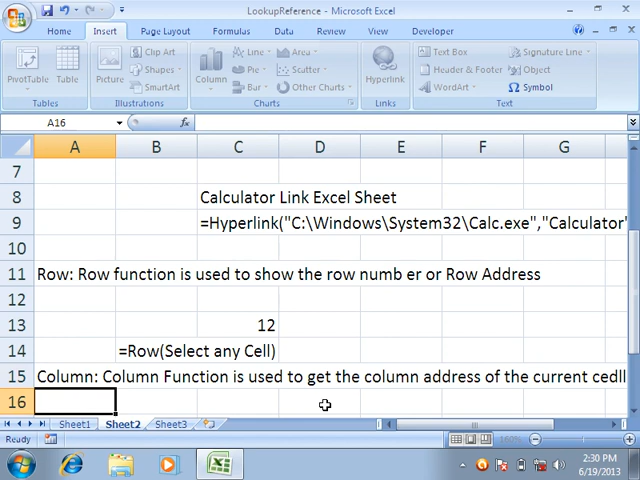 LookupReference - Microsoft Excel
Home Insert Page Layout Formulas Data Review View Developer
PivotTable Table Picture Clip Art Shapes SmartArt Column Line Pie Bar Area Scatter Other Charts Hyperlink Text Box Header & Footer WordArt Signature Line Object Symbol
Tables Illustrations Charts Links Text
A16 fx
A B C D E F G
7
8 Calculator Link Excel Sheet
9 =Hyperlink("C:\Windows\System32\Calc.exe","Calculator"
10
11 Row: Row function is used to show the row numb er or Row Address
12
13 12
14 =Row(Select any Cell)
15 Column: Column Function is used to get the column address of the current cedll
16
Sheet1 Sheet2 Sheet3
Ready 160%
2:30 PM
6/19/2013